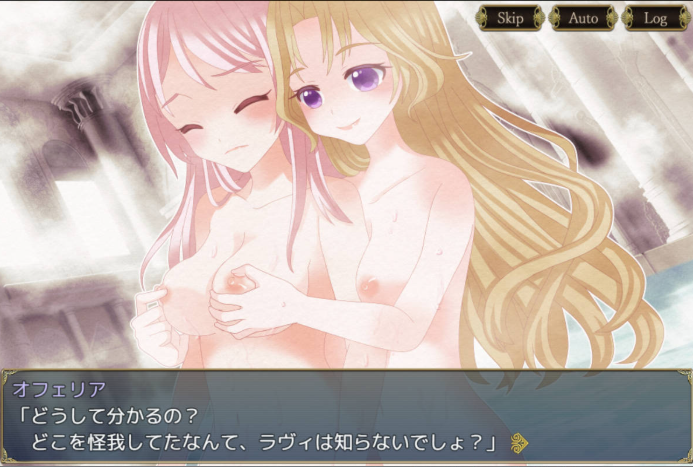 Skip
Auto
Log
オフェリア
「どうして分かるの？
どこを怪我してたなんて、ラヴィは知らないでしょ？」